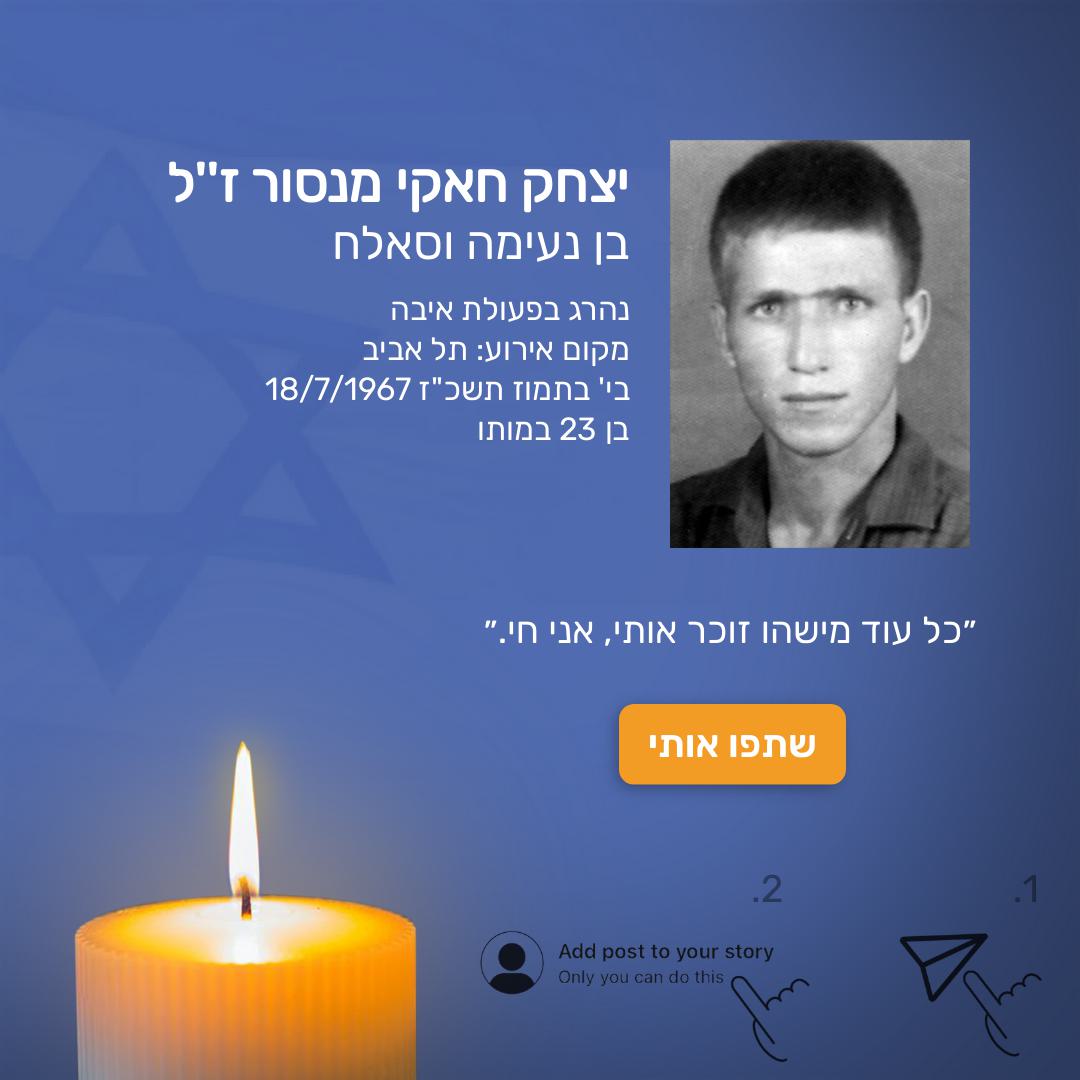 יצחק חאקי מנסור ז"ל
בן נעימה וסאלח
נהרג בפעולת איבה
מקום אירוע: תל אביב
בי' בתמוז תשכ"ז 18/7/1967
בן 23 במותו
"כל עוד מישהו זוכר אותי, אני חי."
שתפו אותי
1.
2.
Add post to your story
Only you can do this